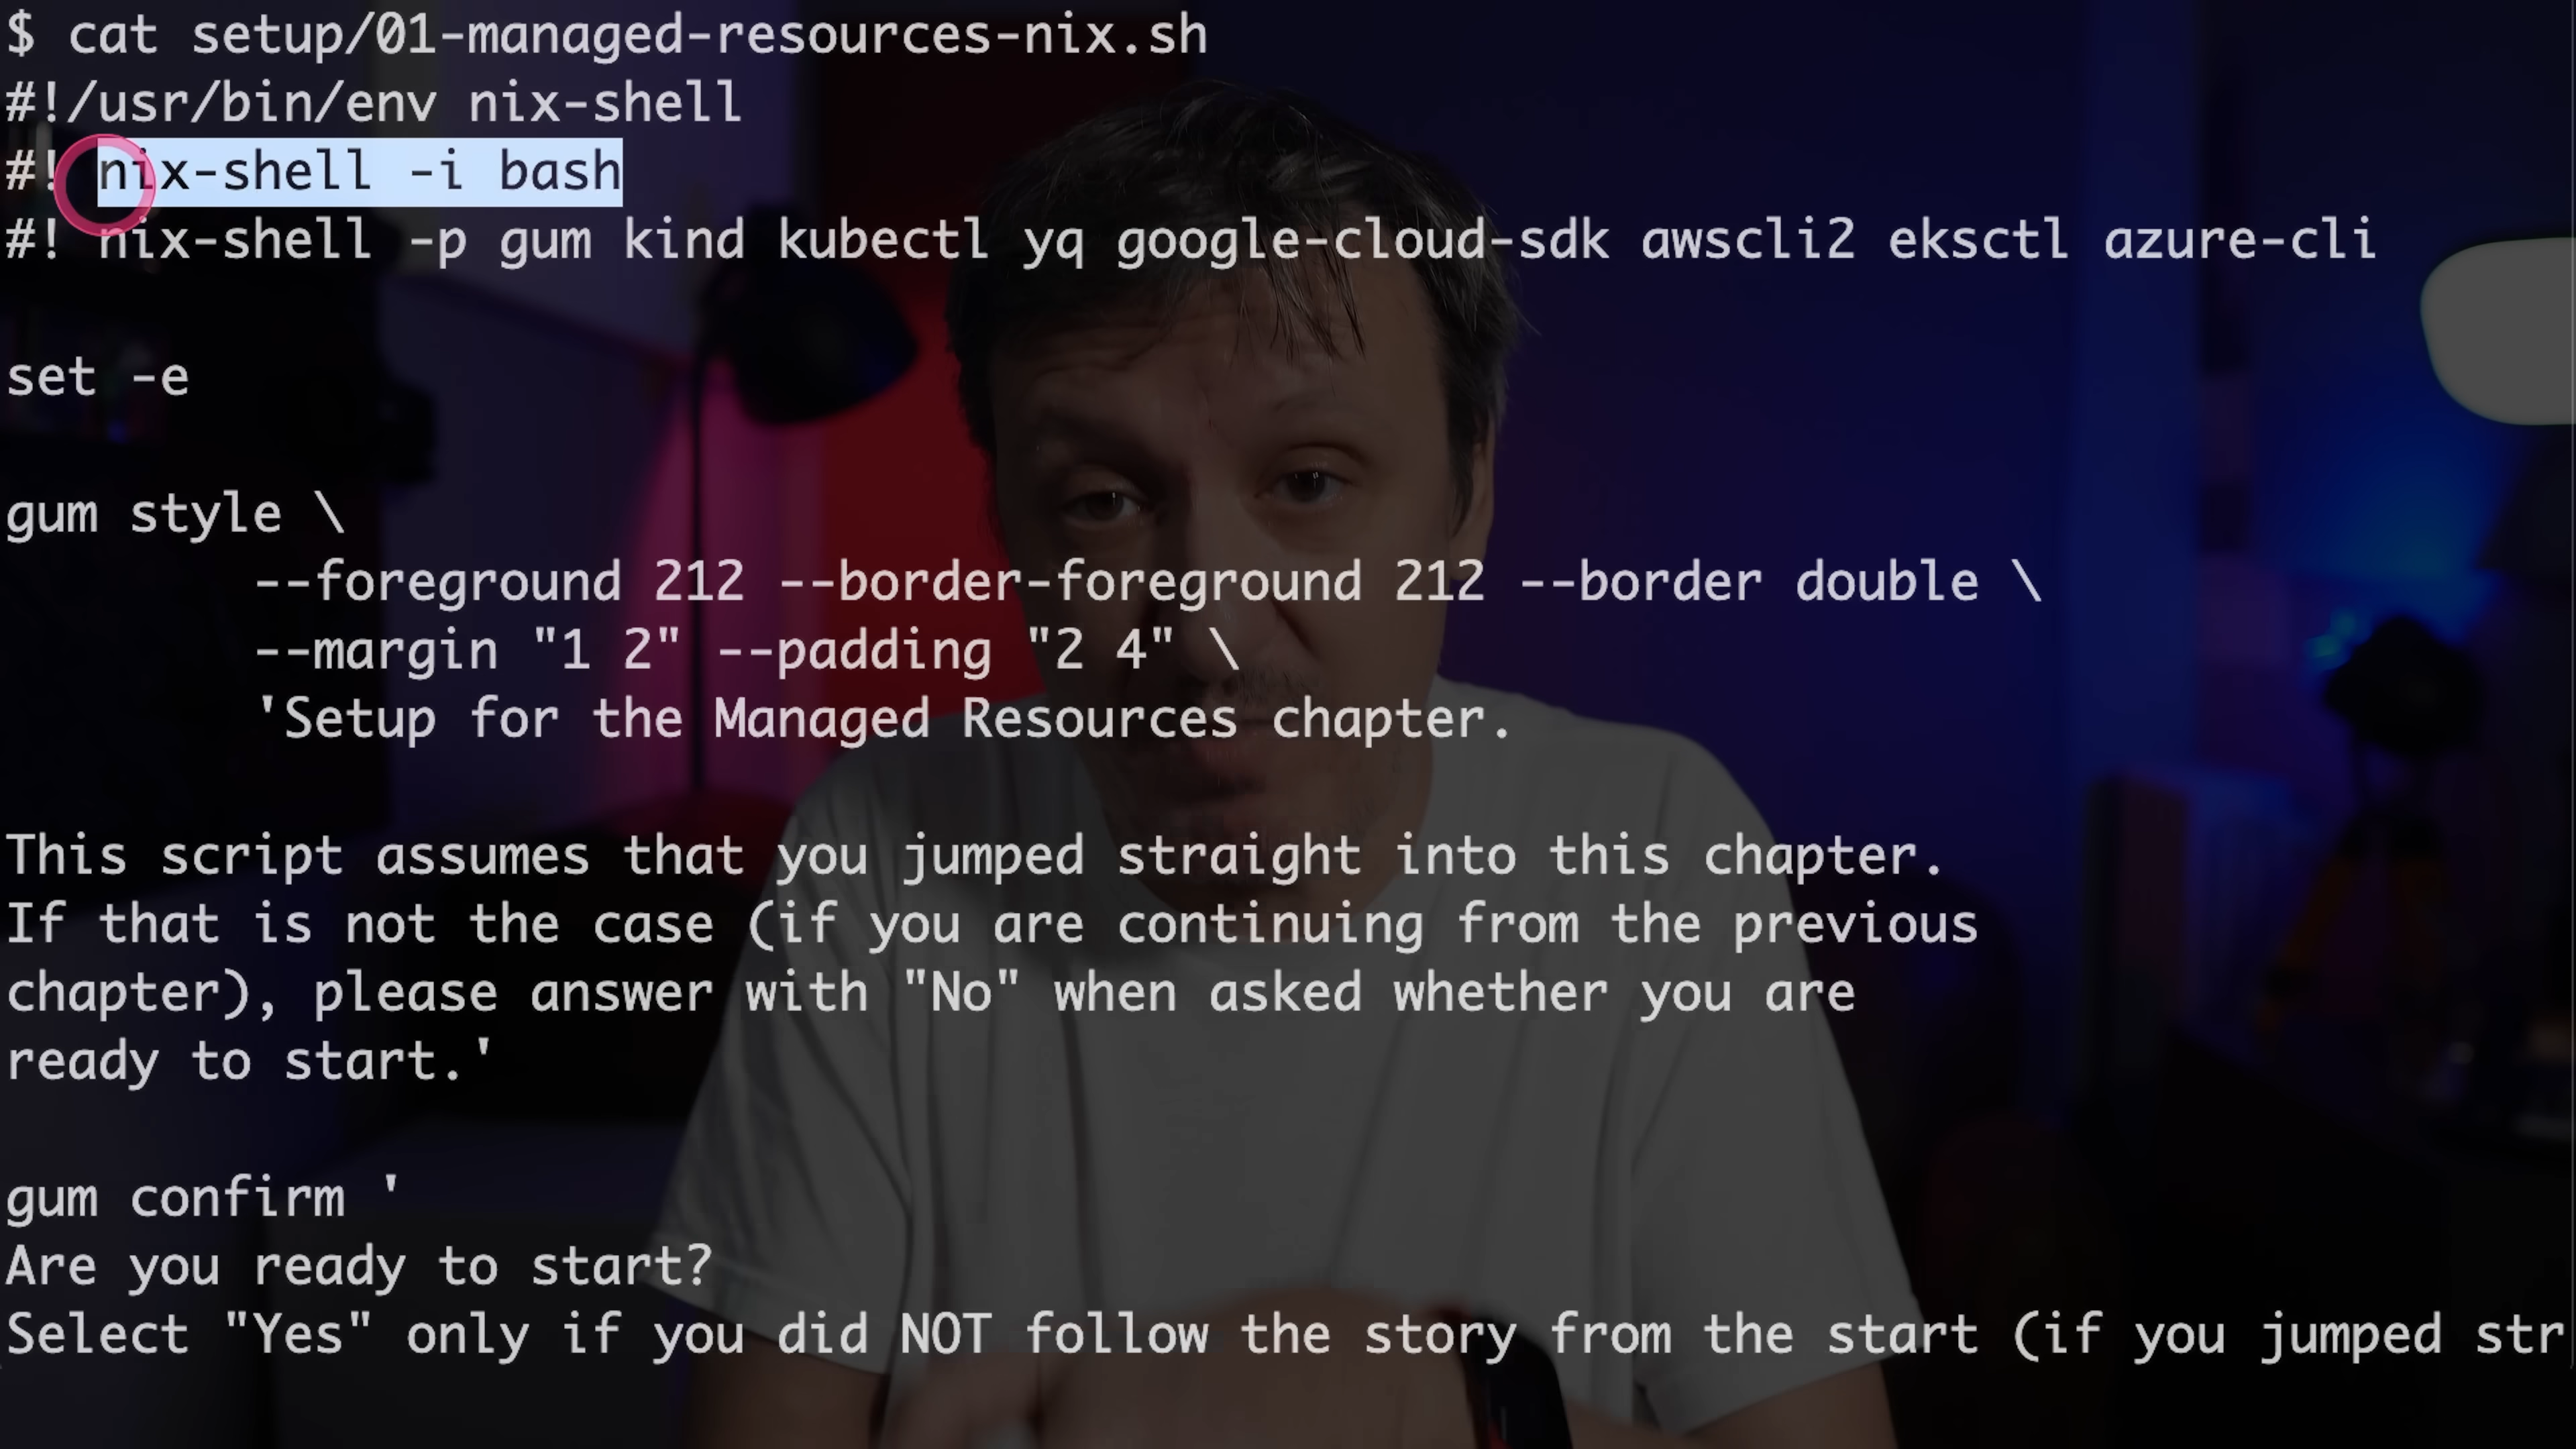 $ cat setup/01-managed-resources-nix.sh
#!/usr/bin/env nix-shell
#! nix-shell -i bash
#! nix-shell -p gum kind kubectl yq google-cloud-sdk awscli2 eksctl azure-cli
set -e
gum style \
--foreground 212 --border-foreground 212 --border double \
--margin "1 2" --padding "2 4" \
'Setup for the Managed Resources chapter.
This script assumes that you jumped straight into this chapter.
If that is not the case (if you are continuing from the previous
chapter), please answer with "No" when asked whether you are
ready to start.'
gum confirm '
Are you ready to start?
Select "Yes" only if you did NOT follow the story from the start (if you jumped str